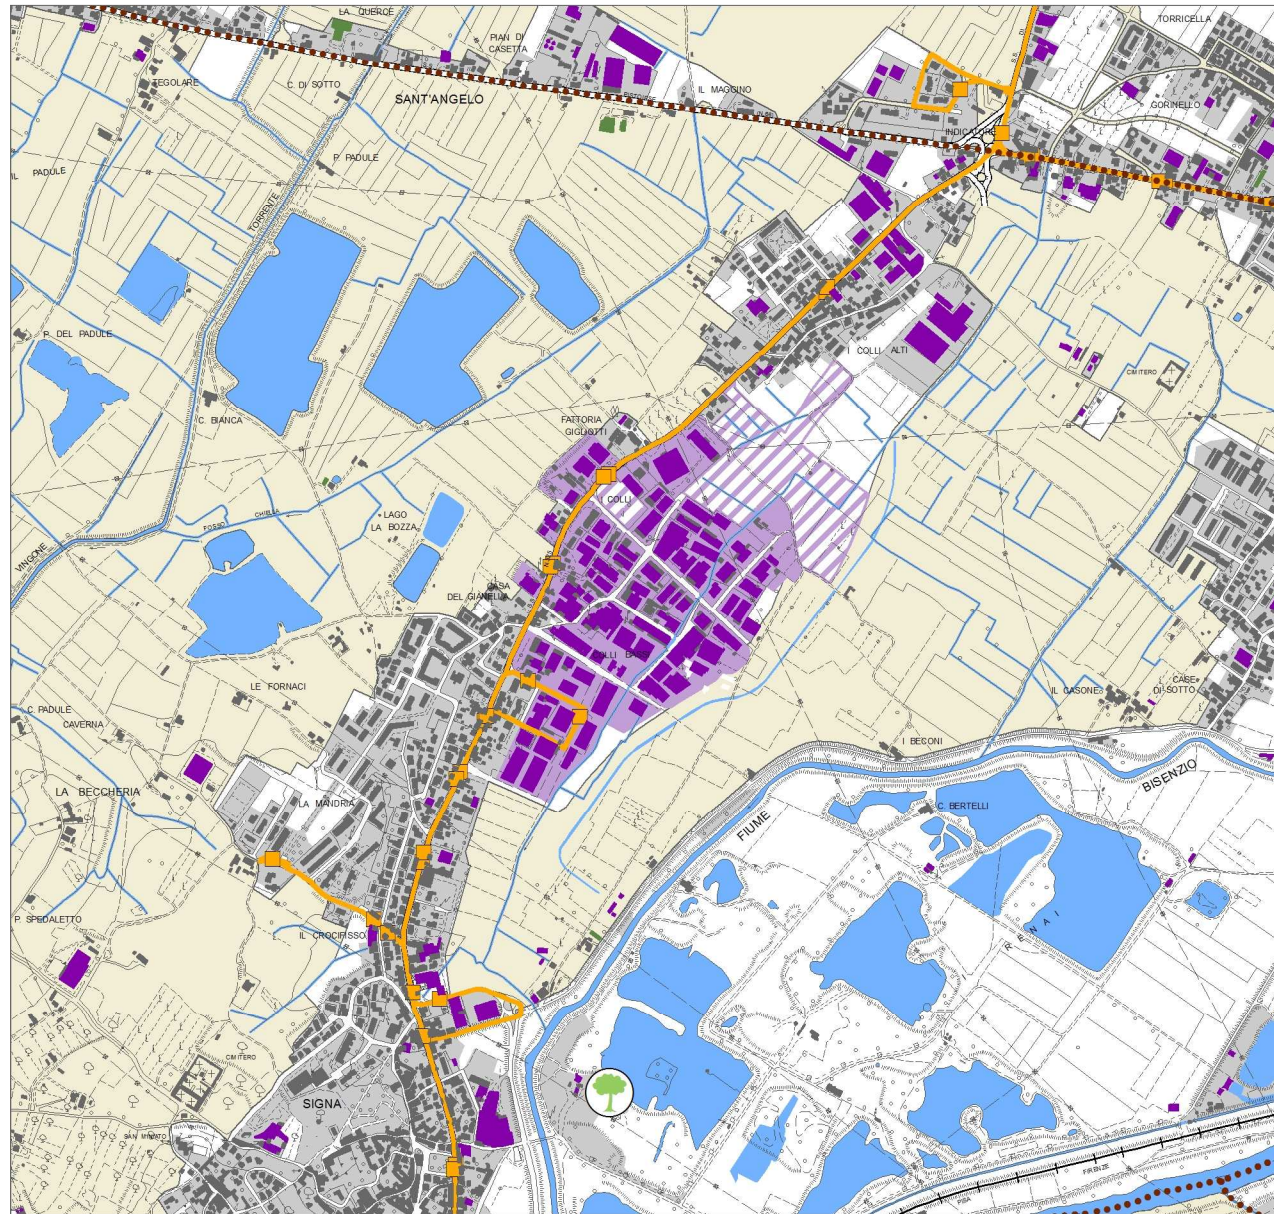 LA QUERCE
TORRICELLA
PIAN DI
CASETTA
TEGOLARE
C. DI SOTTO
SANT'ANGELO
IL MAGGINO
GORINELLO
INDICATORE
P. PADULE
IL PADULE
TORRENTE
P. DEL PADULE
I COLLI ALTI
CIMITERO
C. BIANCA
FATTORIA
GIGLIOTTI
I COLLI
LAGO
LA BOZZA
FOSSO
CHIELLA
VINGONE
CASA
DEL GIANELLA
COLLI BASSI
LE FORNACI
C. PADULE
CAVERNA
IL CASONE
CASE
DI SOTTO
I BECONI
LA BECCHERIA
LA MANDRIA
FIUME
BISENZIO
C. BERTELLI
P. SPEDALETTO
IL CROCIFISSO
RENAI
CIMITERO
SIGNA
SAN MINIATO
FIRENZE